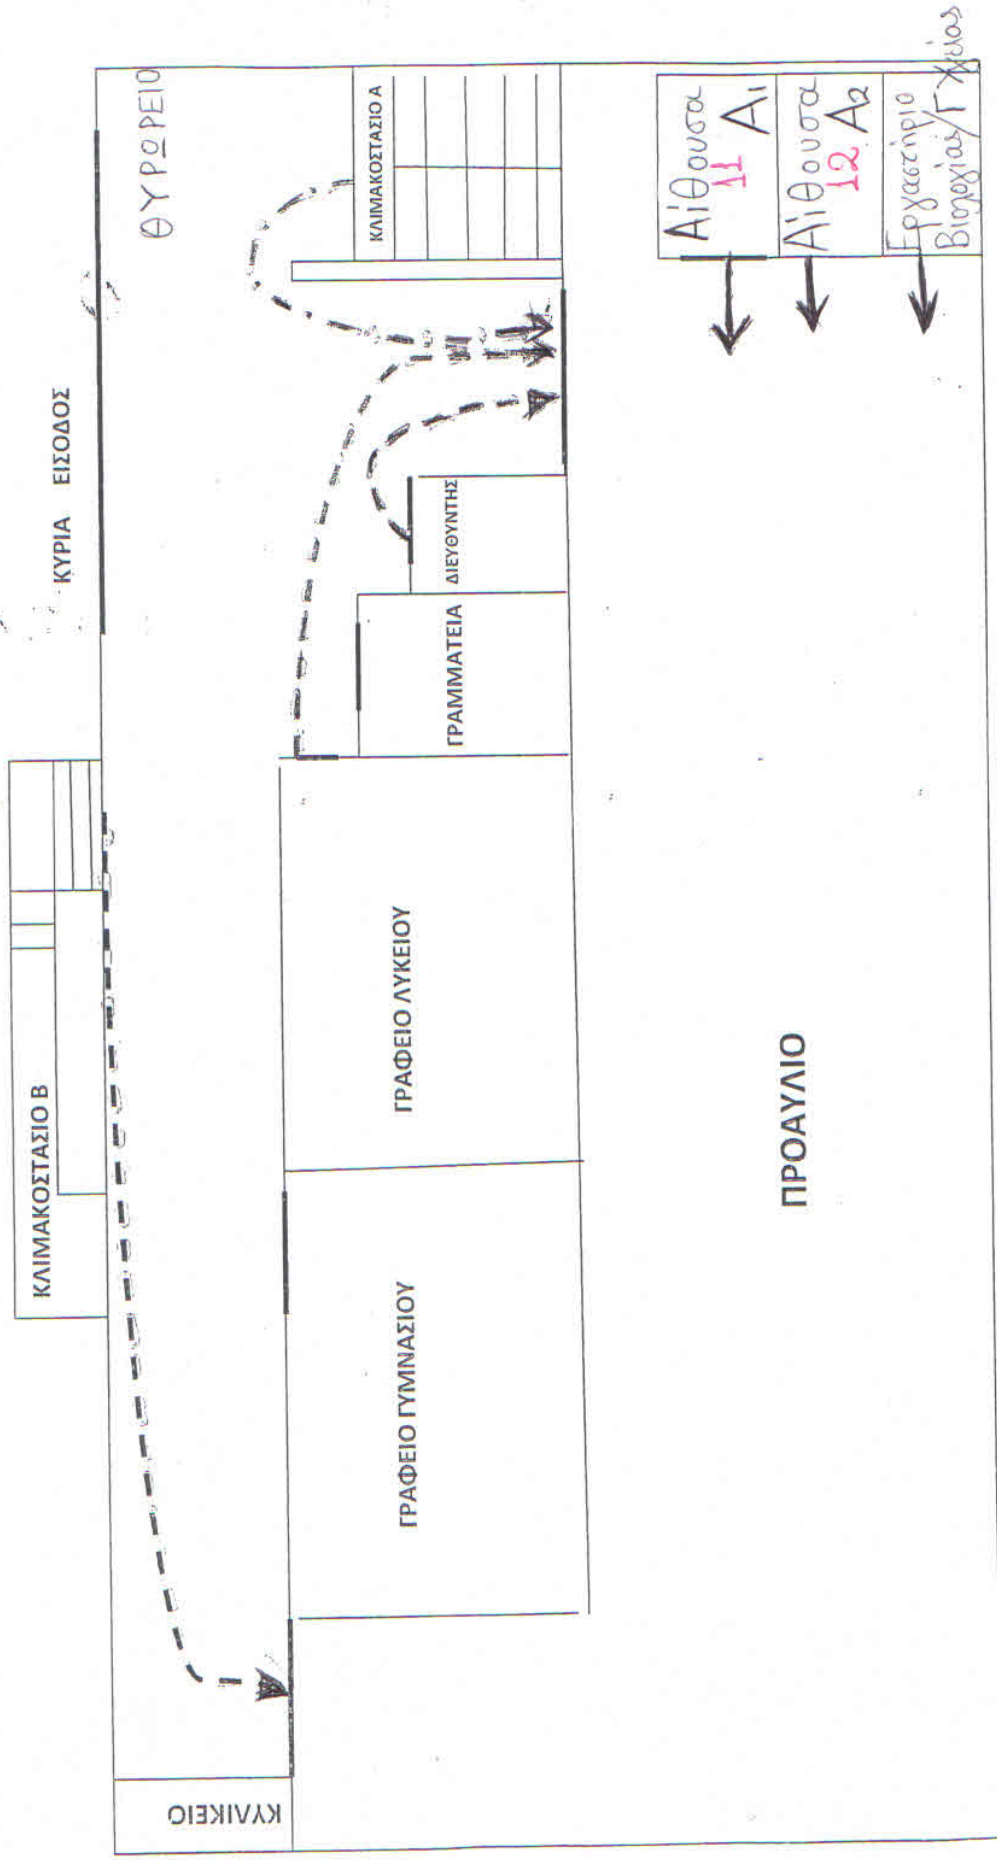 ΚΛΙΜΑΚΟΣΤΑΣΙΟ Β
ΚΥΡΙΑ ΕΙΣΟΔΟΣ
ΘΥΡΩΡΕΙΟ
ΚΥΛΙΚΕΙΟ
ΓΡΑΦΕΙΟ ΓΥΜΝΑΣΙΟΥ
ΓΡΑΦΕΙΟ ΛΥΚΕΙΟΥ
ΓΡΑΜΜΑΤΕΙΑ
ΔΙΕΥΘΥΝΤΗΣ
ΚΛΙΜΑΚΟΣΤΑΣΙΟ Α
ΠΡΟΑΥΛΙΟ
Αίθουσα
11 Α1
Αίθουσα
12 Α2
Εργαστήριο
Βιολογίας/Γ